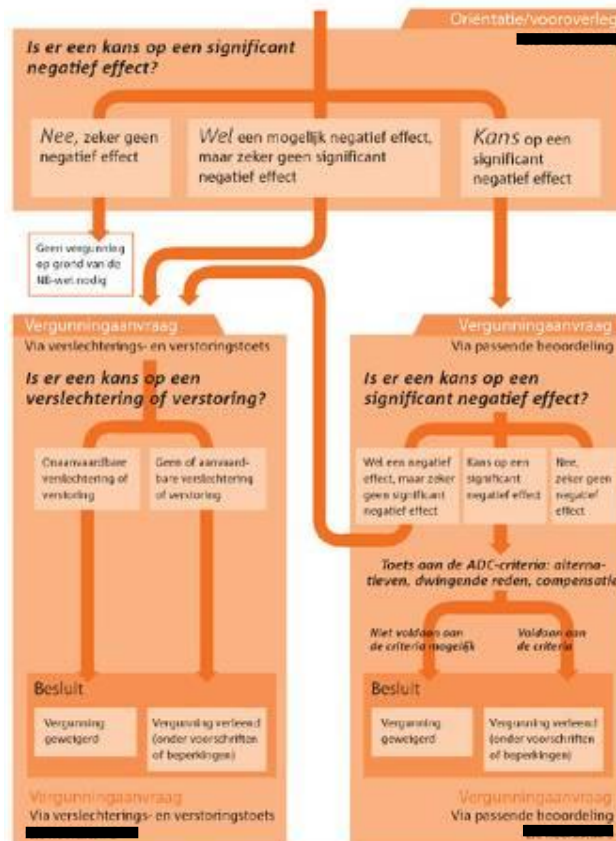 Oriëntatie/vooroverleg
Is er een kans op een significant
negatief effect?
Nee, zeker geen
negatief effect
Wel een mogelijk negatief effect,
maar zeker geen significant
negatief effect
Kans op een
significant
negatief effect
Geen vergunning
op grond van de
NB-wet nodig
Vergunningaanvraag
Via verslechterings- en verstoringstoets
Is er een kans op een
verslechtering of verstoring?
Onaanvaardbare
verslechtering of
verstoring
Geen of aanvaard-
bare verslechtering
of verstoring
Besluit
Vergunning
geweigerd
Vergunning verleend
(onder voorschriften
of beperkingen)
Vergunningaanvraag
Via verslechterings- en verstoringstoets
Vergunningaanvraag
Via passende beoordeling
Is er een kans op een
significant negatief effect?
Wel een negatief
effect, maar zeker
geen significant
negatief effect
Kans op een
significant
negatief effect
Nee,
zeker geen
negatief
effect
Toets aan de ADC-criteria: alterna-
tieven, dwingende reden, compensatie
Niet voldaan aan
de criteria mogelijk
Voldaan aan
de criteria
Besluit
Vergunning
geweigerd
Vergunning verleend
(onder voorschriften
of beperkingen)
Vergunningaanvraag
Via passende beoordeling